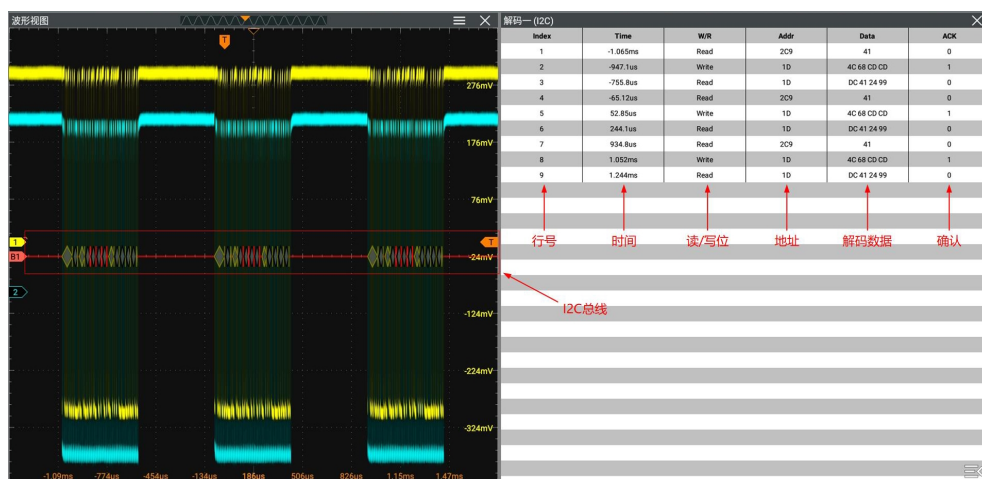 波形视图
T
276mV
176mV
76mV
1
T
B1
-24mV
2
-124mV
-224mV
-324mV
-1.09ms -774us -454us -134us 186us 506us 826us 1.15ms 1.47ms
解码一 (I2C)
Index Time W/R Addr Data ACK
1 -1.065ms Read 2C9 41 0
2 -947.1us Write 1D 4C 68 CD CD 1
3 -755.8us Read 1D DC 41 24 99 0
4 -65.12us Read 2C9 41 0
5 52.85us Write 1D 4C 68 CD CD 1
6 244.1us Read 1D DC 41 24 99 0
7 934.8us Read 2C9 41 0
8 1.052ms Write 1D 4C 68 CD CD 1
9 1.244ms Read 1D DC 41 24 99 0
行号 时间 读/写位 地址 解码数据 确认
I2C总线